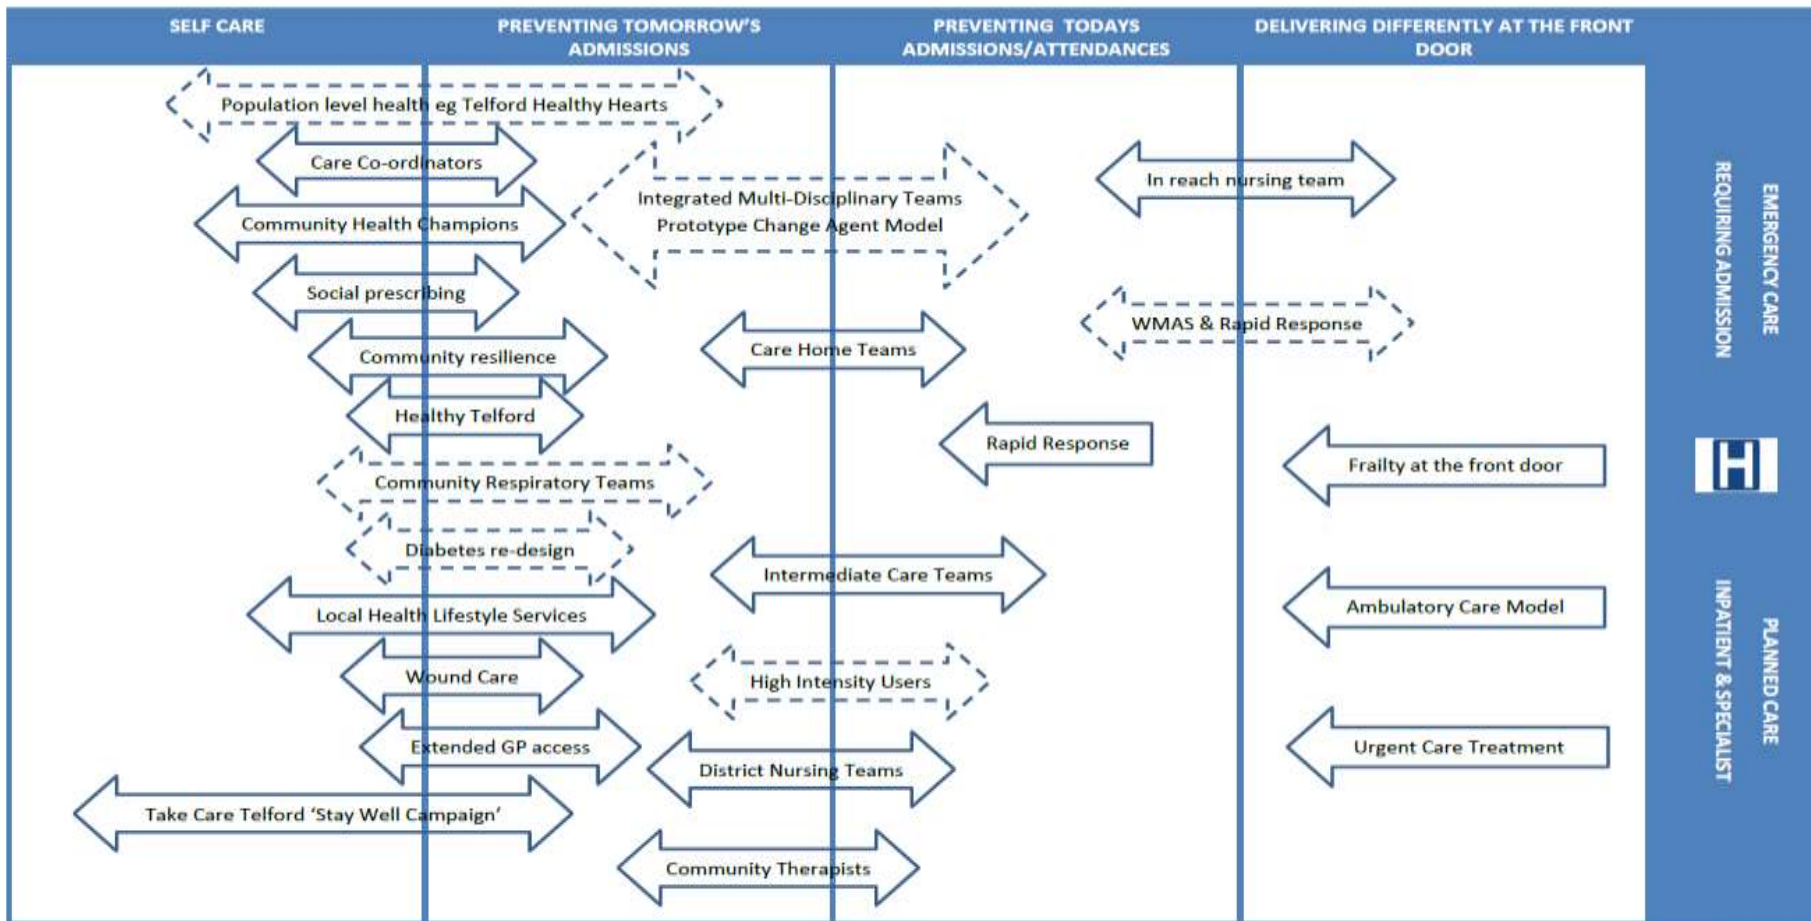 SELF CARE
PREVENTING TOMORROW'S
ADMISSIONS
PREVENTING TODAYS
ADMISSIONS/ATTENDANCES
DELIVERING DIFFERENTLY AT THE FRONT
DOOR
Population level health eg Telford Healthy Hearts
Care Co-ordinators
Community Health Champions
Social prescribing
Community resilience
Healthy Telford
Community Respiratory Teams
Diabetes re-design
Local Health Lifestyle Services
Wound Care
Extended GP access
Take Care Telford ‘Stay Well Campaign’
Integrated Multi-Disciplinary Teams
Prototype Change Agent Model
Care Home Teams
Intermediate Care Teams
High Intensity Users
District Nursing Teams
Community Therapists
In reach nursing team
WMAS & Rapid Response
Rapid Response
Frailty at the front door
Ambulatory Care Model
Urgent Care Treatment
EMERGENCY CARE
REQUIRING ADMISSION
H
PLANNED CARE
INPATIENT & SPECIALIST